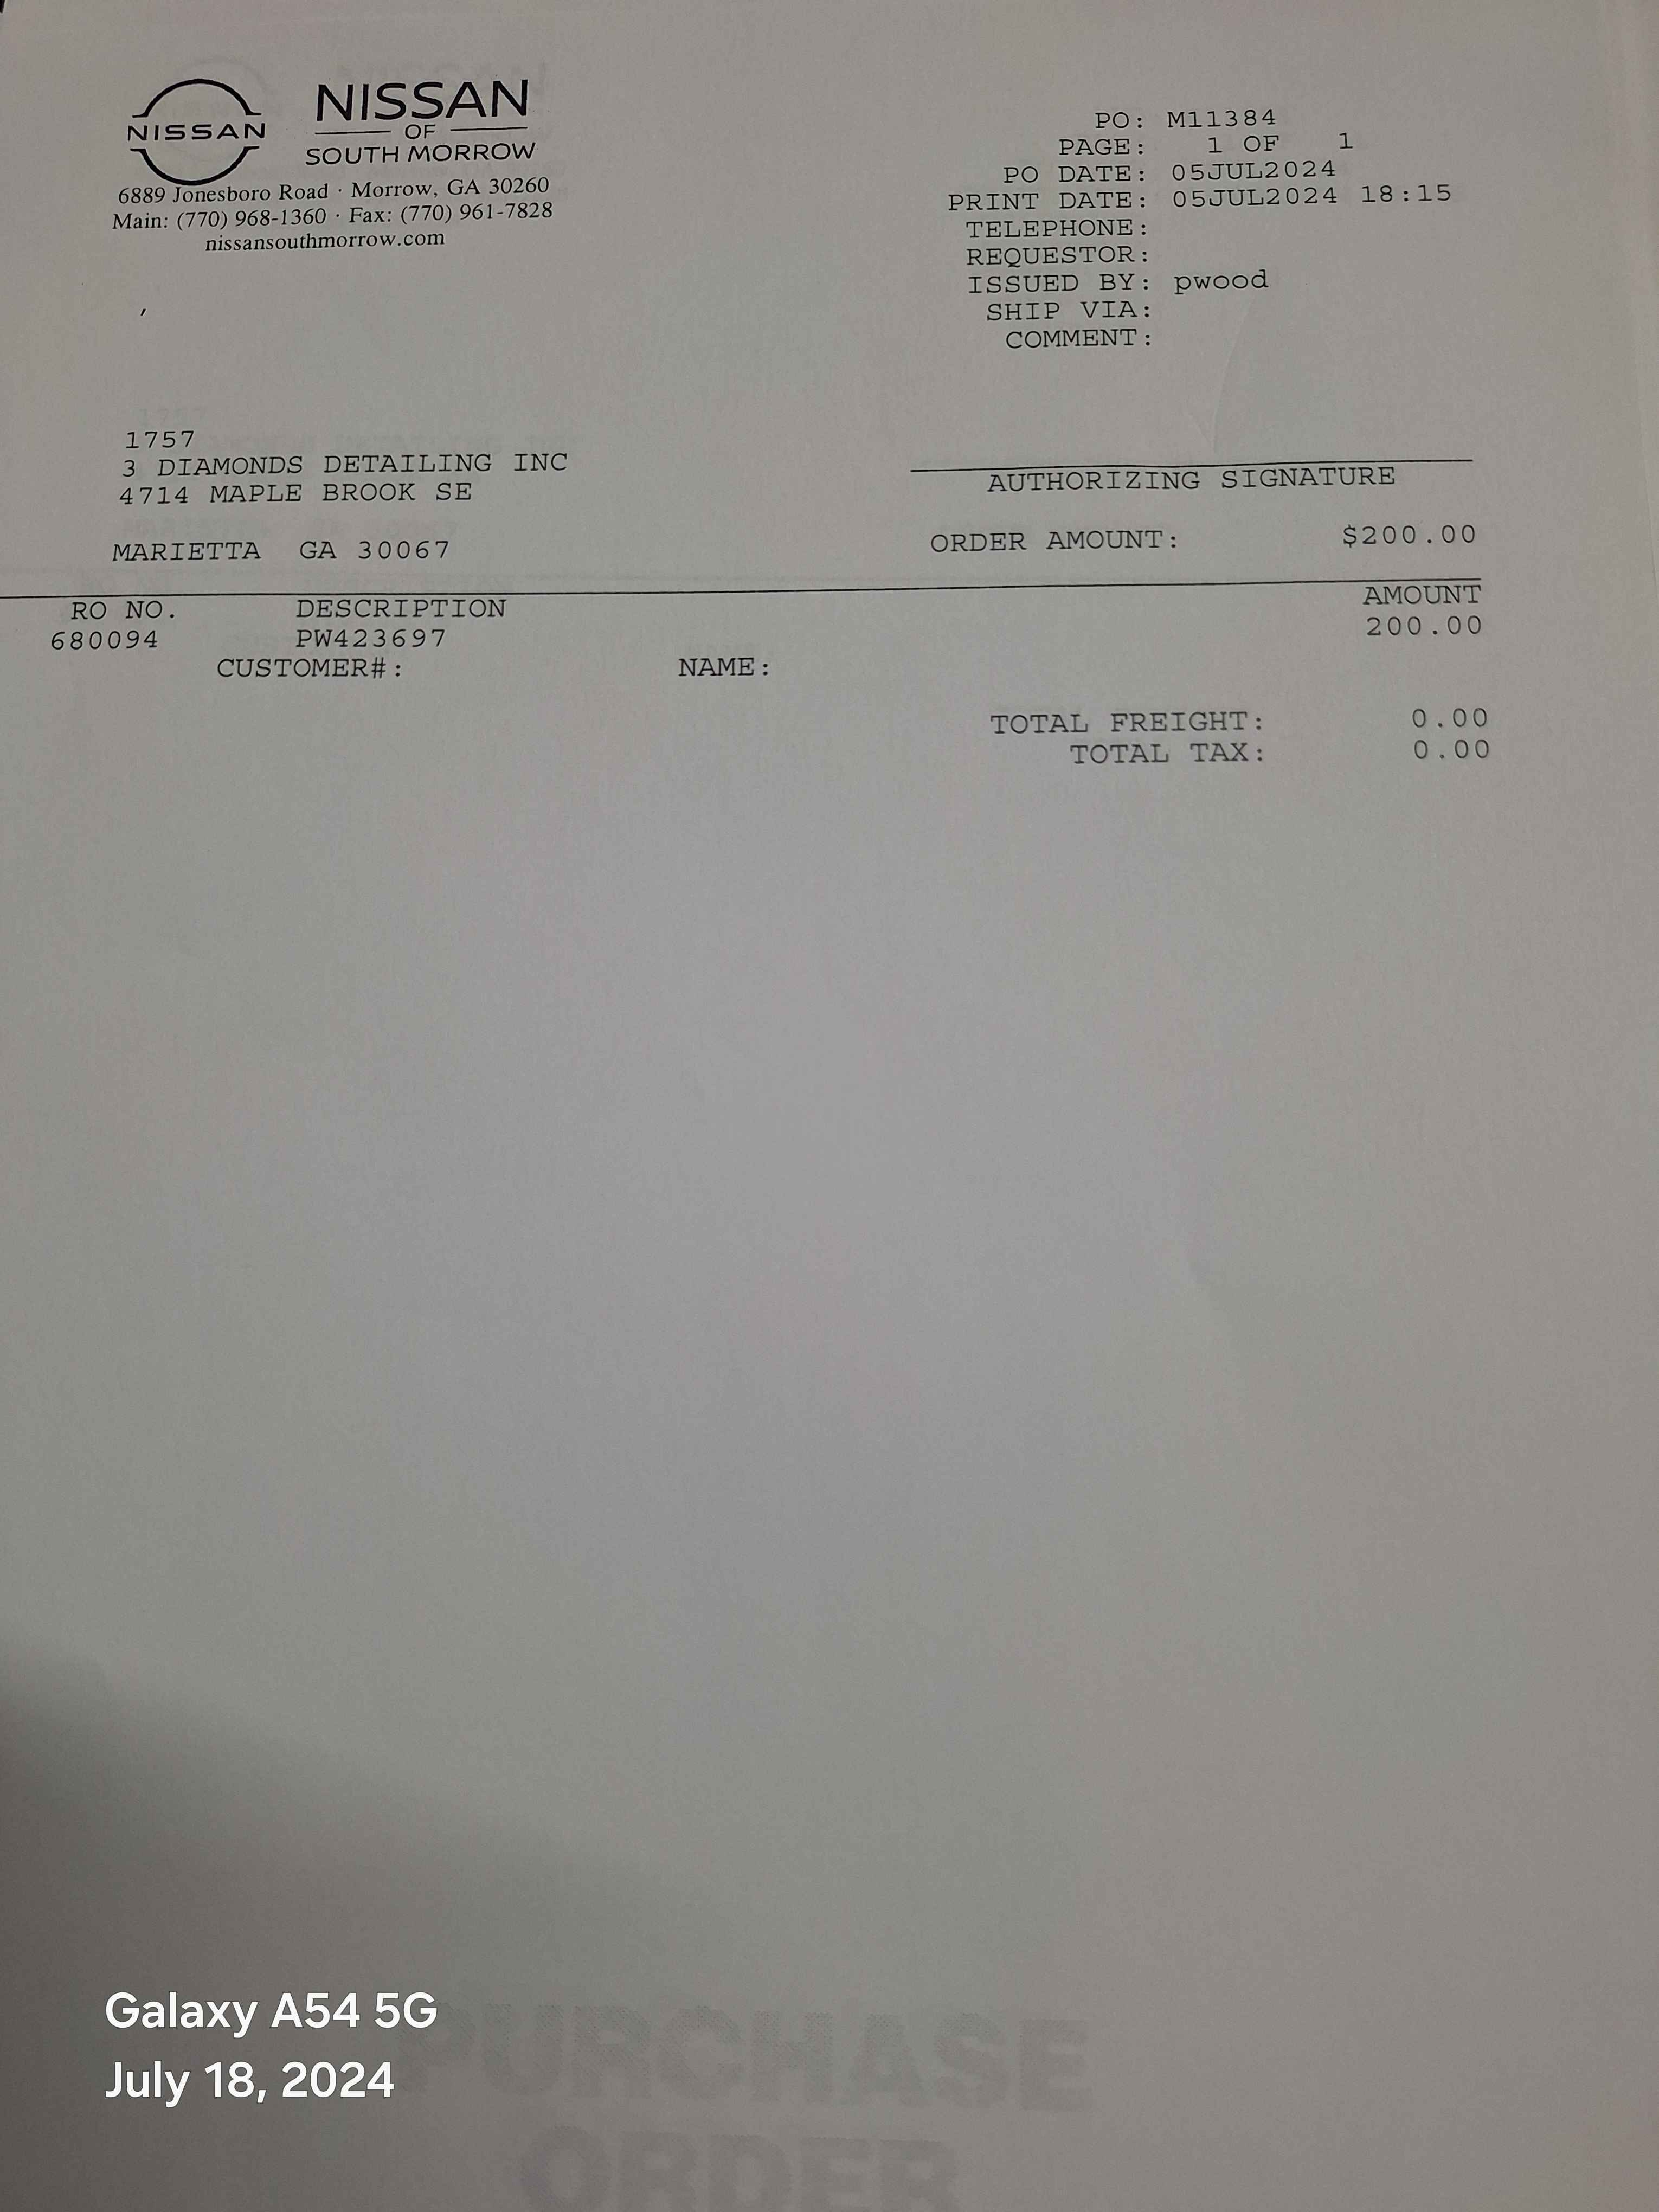 NISSAN
NISSAN
OF
SOUTH MORROW
6889 Jonesboro Road · Morrow, GA 30260
Main: (770) 968-1360 · Fax: (770) 961-7828
nissansouthmorrow.com
PO: M11384
PAGE: 1 OF 1
PO DATE: 05JUL2024
PRINT DATE: 05JUL2024 18:15
TELEPHONE:
REQUESTOR:
ISSUED BY: pwood
SHIP VIA:
COMMENT:
,
1757
3 DIAMONDS DETAILING INC
4714 MAPLE BROOK SE
MARIETTA GA 30067
AUTHORIZING SIGNATURE
ORDER AMOUNT: $200.00
RO NO. DESCRIPTION AMOUNT
680094 PW423697 200.00
CUSTOMER#: NAME:
TOTAL FREIGHT: 0.00
TOTAL TAX: 0.00
Galaxy A54 5G
July 18, 2024
PURCHASE
ORDER